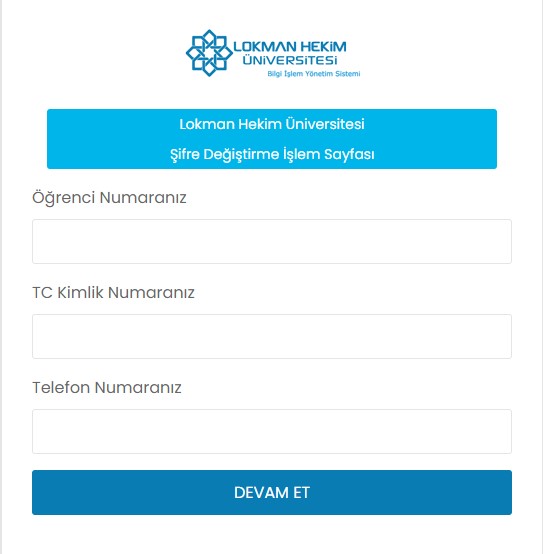 LOKMAN HEKİM
ÜNİVERSİTESİ
Bilgi İşlem Yönetim Sistemi
Lokman Hekim Üniversitesi
Şifre Değiştirme İşlem Sayfası
Öğrenci Numaranız
TC Kimlik Numaranız
Telefon Numaranız
DEVAM ET